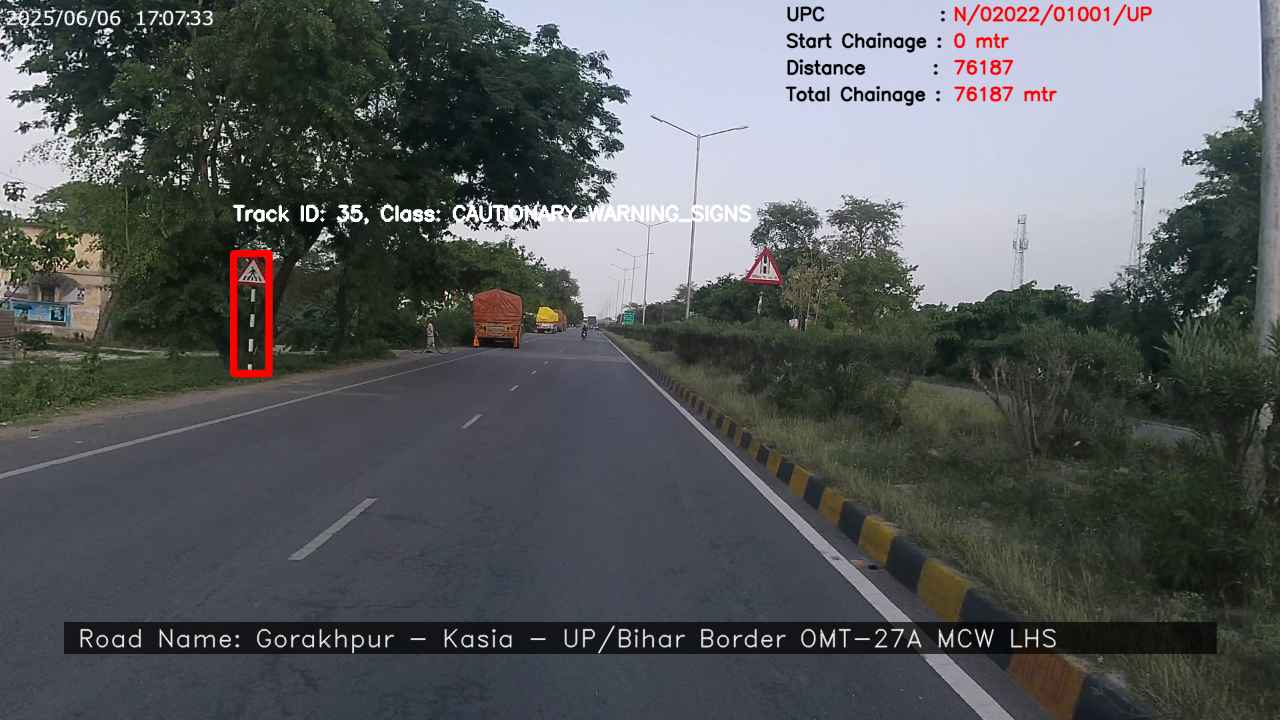 2025/06/06 17:07:33
UPC : N/02022/01001/UP
Start Chainage : 0 mtr
Distance : 76187
Total Chainage : 76187 mtr
Track ID: 35, Class: CAUTIONARY_WARNING_SIGNS
Road Name: Gorakhpur - Kasia - UP/Bihar Border OMT-27A MCW LHS